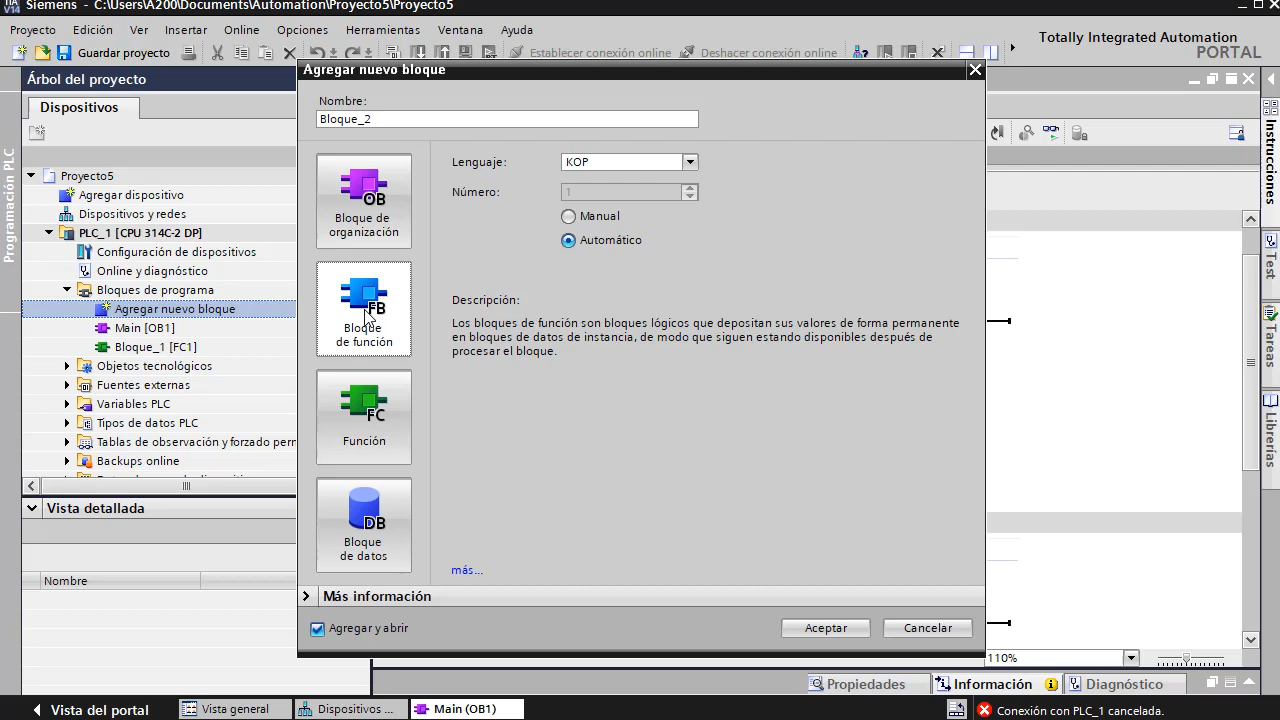 Siemens - C:\Users\A200\Documents\Automation\Proyecto5\Proyecto5
V14
Proyecto Edición Ver Insertar Online Opciones Herramientas Ventana Ayuda
Totally Integrated Automation
PORTAL
Guardar proyecto
Establecer conexión online
Deshacer conexión online
Árbol del proyecto
Dispositivos
Programación PLC
Proyecto5
Agregar dispositivo
Dispositivos y redes
PLC_1 [CPU 314C-2 DP]
Configuración de dispositivos
Online y diagnóstico
Bloques de programa
Agregar nuevo bloque
Main [OB1]
Bloque_1 [FC1]
Objetos tecnológicos
Fuentes externas
Variables PLC
Tipos de datos PLC
Tablas de observación y forzado perm
Backups online
Vista detallada
Nombre
Agregar nuevo bloque
Nombre:
Bloque_2
OB
Bloque de
organización
FB
Bloque
de función
FC
Función
DB
Bloque
de datos
Lenguaje:
KOP
Número:
1
Manual
Automático
Descripción:
Los bloques de función son bloques lógicos que depositan sus valores de forma permanente
en bloques de datos de instancia, de modo que siguen estando disponibles después de
procesar el bloque.
más...
Más información
Agregar y abrir
Aceptar
Cancelar
Instrucciones
Test
Tareas
Librerías
110%
Propiedades
Información
Diagnóstico
Vista del portal
Vista general
Dispositivos ...
Main (OB1)
Conexión con PLC_1 cancelada.